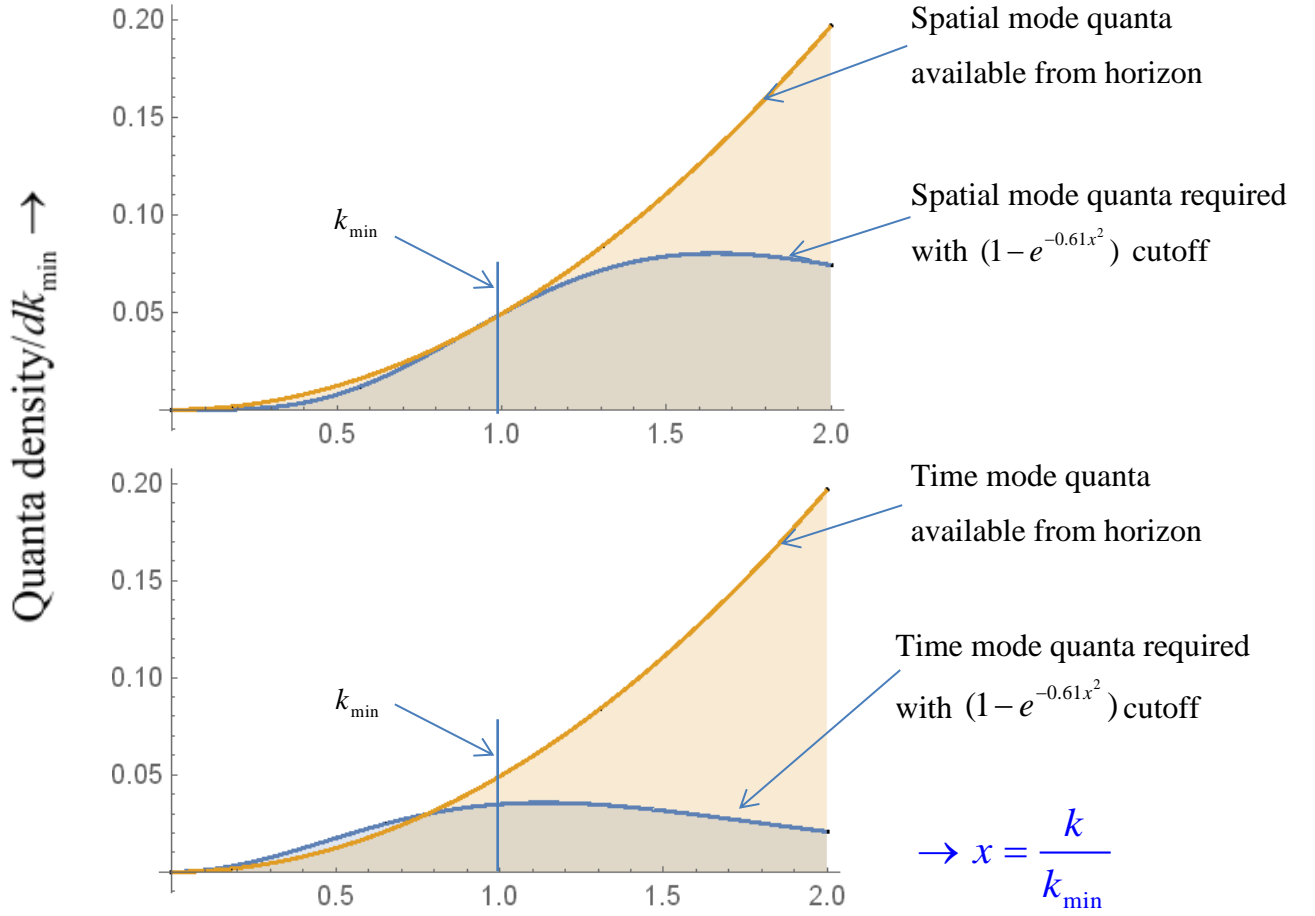 Quanta density/dk_min →
0.20
0.15
0.10
0.05
0.5 1.0 1.5 2.0
k_min
Spatial mode quanta
available from horizon
Spatial mode quanta required
with (1 − e^{−0.61x²}) cutoff
0.20
0.15
0.10
0.05
0.5 1.0 1.5 2.0
k_min
Time mode quanta
available from horizon
Time mode quanta required
with (1 − e^{−0.61x²}) cutoff
→ x = k / k_min